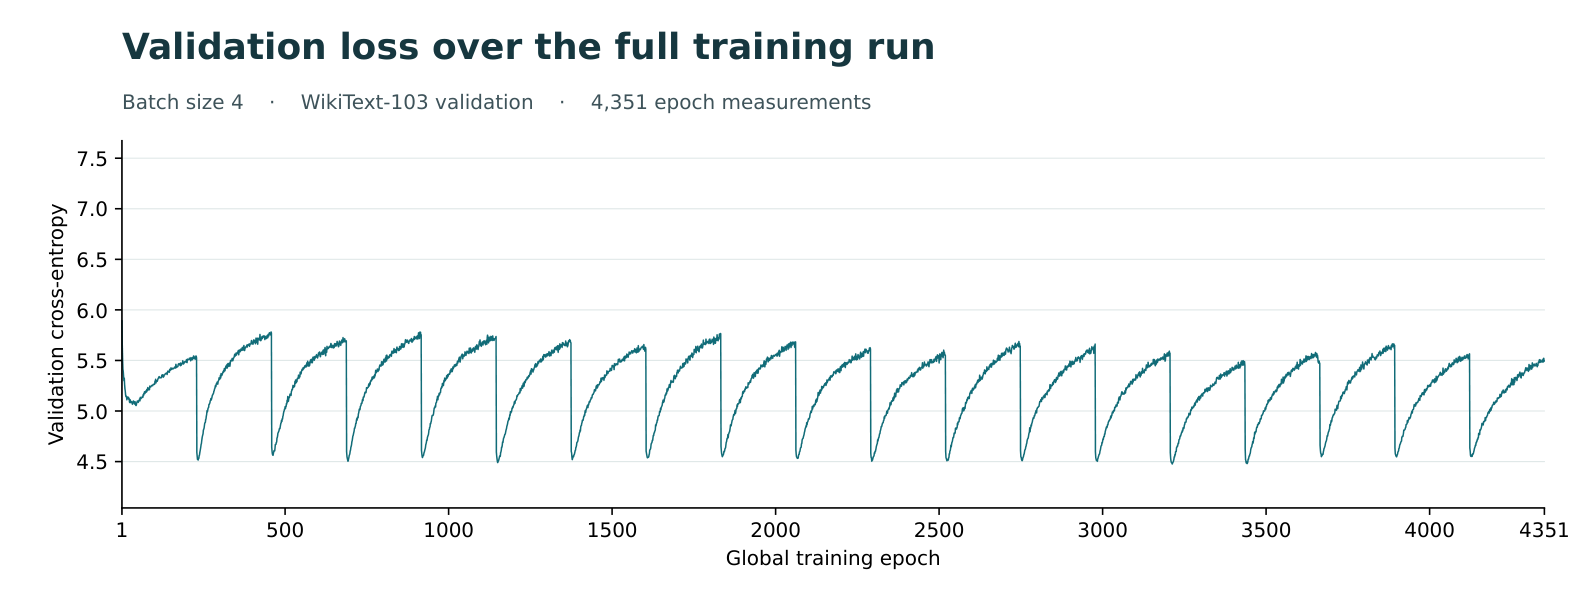 Validation loss over the full training run
Batch size 4 · WikiText-103 validation · 4,351 epoch measurements
Validation cross-entropy
7.5
7.0
6.5
6.0
5.5
5.0
4.5
1 500 1000 1500 2000 2500 3000 3500 4000 4351
Global training epoch